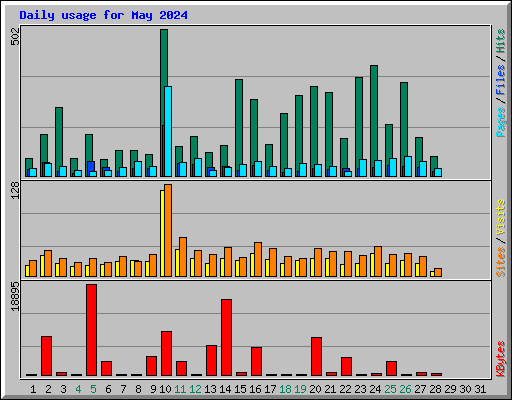 Daily usage for May 2024
502
Pages / Files / Hits
128
Sites / Visits
18895
KBytes
1 2 3 4 5 6 7 8 9 10 11 12 13 14 15 16 17 18 19 20 21 22 23 24 25 26 27 28 29 30 31